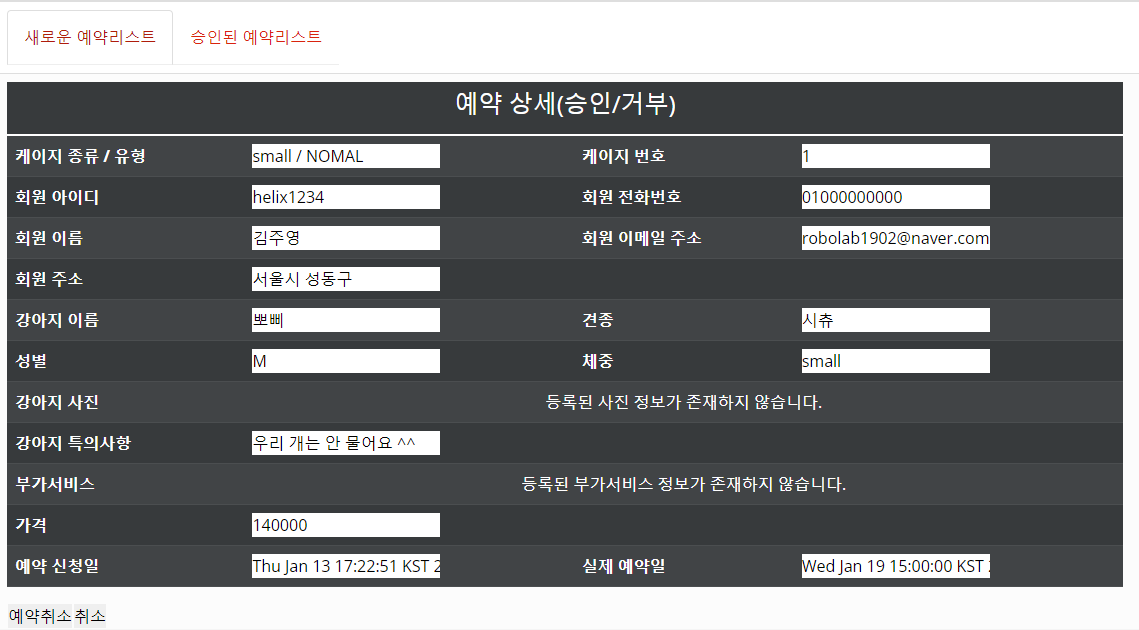 새로운 예약리스트 승인된 예약리스트
예약 상세(승인/거부)
케이지 종류 / 유형 small / NOMAL 케이지 번호 1
회원 아이디 helix1234 회원 전화번호 01000000000
회원 이름 김주영 회원 이메일 주소 robolab1902@naver.com
회원 주소 서울시 성동구
강아지 이름 뽀삐 견종 시츄
성별 M 체중 small
강아지 사진 등록된 사진 정보가 존재하지 않습니다.
강아지 특의사항 우리 개는 안 물어요 ^^
부가서비스 등록된 부가서비스 정보가 존재하지 않습니다.
가격 140000
예약 신청일 Thu Jan 13 17:22:51 KST 실제 예약일 Wed Jan 19 15:00:00 KST
예약취소 취소